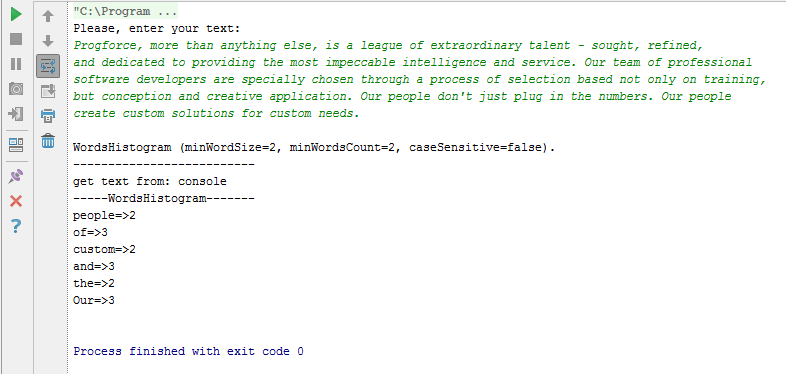 "C:\Program ...
Please, enter your text:
Progforce, more than anything else, is a league of extraordinary talent - sought, refined,
and dedicated to providing the most impeccable intelligence and service. Our team of professional
software developers are specially chosen through a process of selection based not only on training,
but conception and creative application. Our people don't just plug in the numbers. Our people
create custom solutions for custom needs.
WordsHistogram (minWordSize=2, minWordsCount=2, caseSensitive=false).
---------------------------
get text from: console
-----WordsHistogram-------
people=>2
of=>3
custom=>2
and=>3
the=>2
Our=>3
Process finished with exit code 0